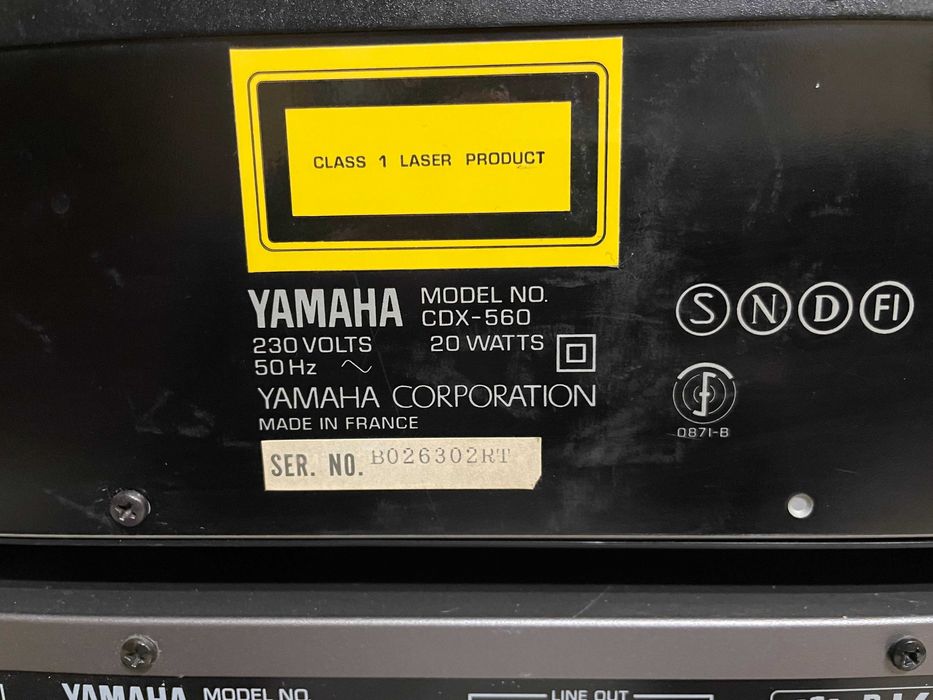 CLASS 1 LASER PRODUCT
YAMAHA MODEL NO.
CDX-560
230 VOLTS 20 WATTS
50 Hz
YAMAHA CORPORATION
MADE IN FRANCE
SER. NO. B026302RT
S N D FI
0871-B
YAMAHA MODEL NO.
LINE OUT